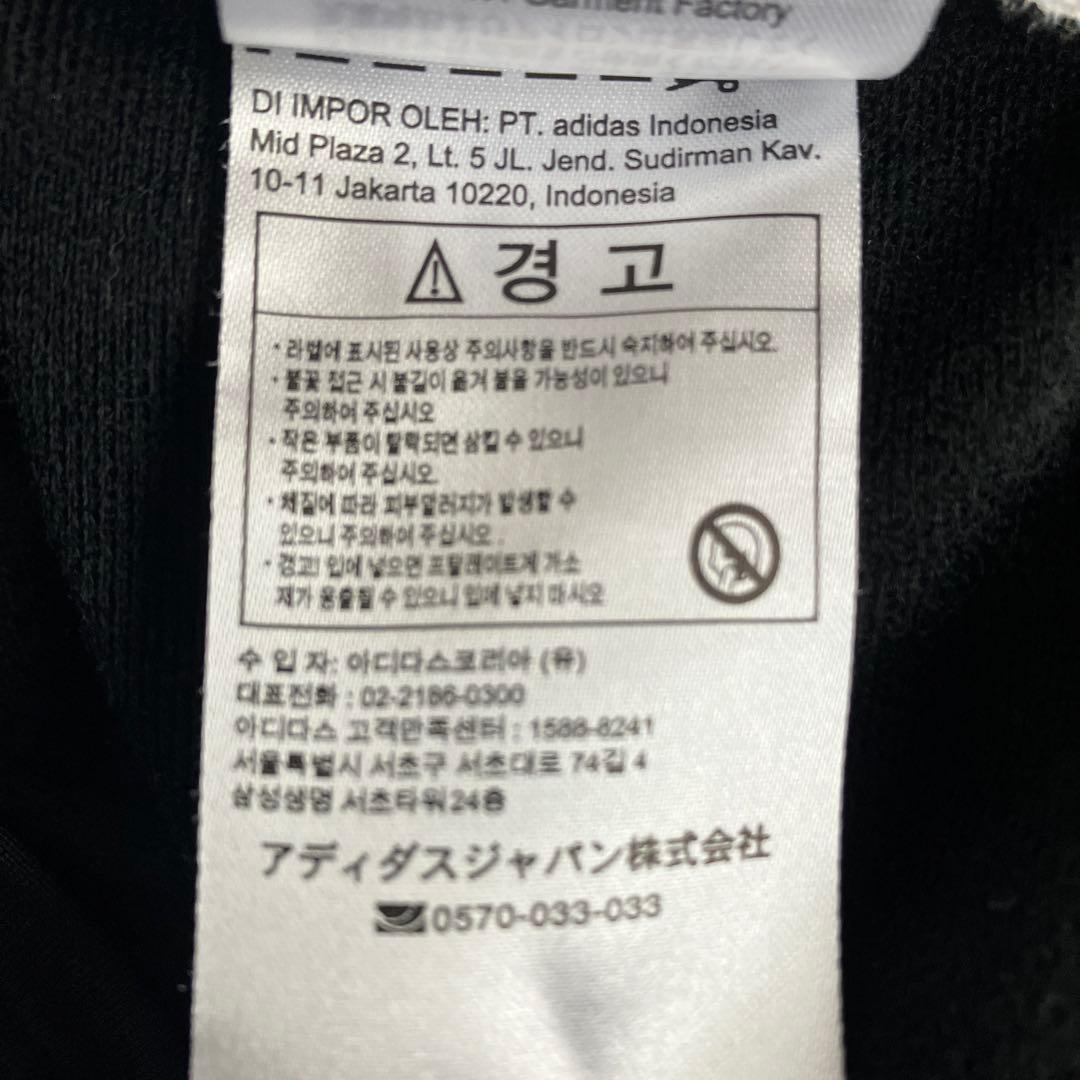 Garment Factory
DI IMPOR OLEH: PT. adidas Indonesia
Mid Plaza 2, Lt. 5 JL. Jend. Sudirman Kav.
10-11 Jakarta 10220, Indonesia
경 고
· 라벨에 표시된 사용상 주의사항을 반드시 숙지하여 주십시오.
· 불꽃 접근 시 불길이 옮겨 붙을 가능성이 있으니
주의하여 주십시오
· 작은 부품이 탈락되면 삼킬 수 있으니
주의하여 주십시오.
· 체질에 따라 피부알러지가 발생할 수
있으니 주의하여 주십시오.
· 경고! 입에 넣으면 프탈레이트계 가소
제가 용출될 수 있으니 입에 넣지 마시오
수 입 자: 아디다스코리아 (유)
대표전화 : 02-2186-0300
아디다스 고객만족센터 : 1588-8241
서울특별시 서초구 서초대로 74길 4
삼성생명 서초타워 24층
アディダスジャパン株式会社
0570-033-033